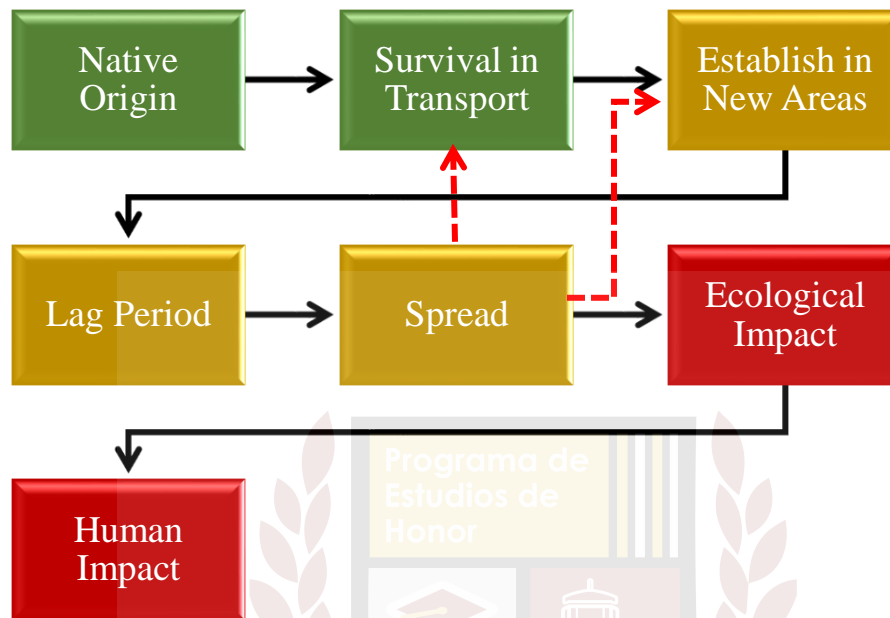 Native
Origin
Survival in
Transport
Establish in
New Areas
Lag Period
Spread
Ecological
Impact
Programa de
Estudios de
Honor
Human
Impact